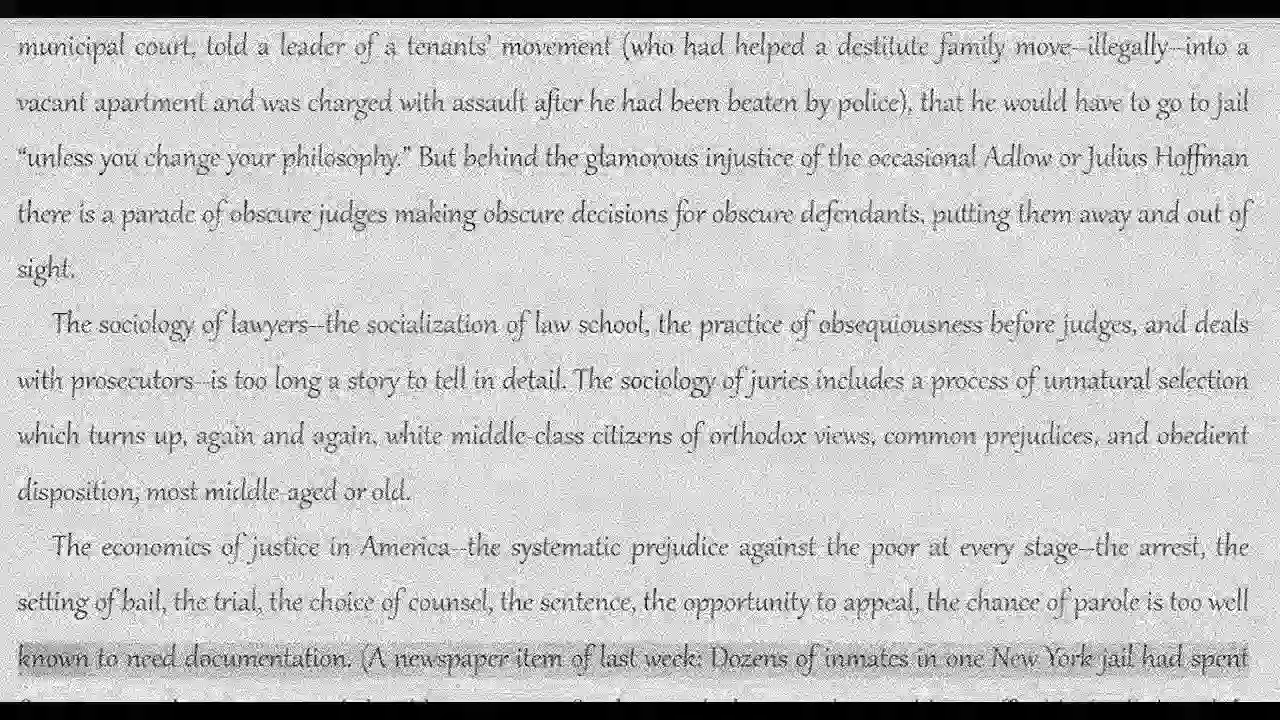 municipal court, told a leader of a tenants' movement (who had helped a destitute family move--illegally--into a
vacant apartment and was charged with assault after he had been beaten by police), that he would have to go to jail
“unless you change your philosophy.” But behind the glamorous injustice of the occasional Adlow or Julius Hoffman
there is a parade of obscure judges making obscure decisions for obscure defendants, putting them away and out of
sight.
The sociology of lawyers--the socialization of law school, the practice of obsequiousness before judges, and deals
with prosecutors--is too long a story to tell in detail. The sociology of juries includes a process of unnatural selection
which turns up, again and again, white middle-class citizens of orthodox views, common prejudices, and obedient
disposition, most middle-aged or old.
The economics of justice in America--the systematic prejudice against the poor at every stage--the arrest, the
setting of bail, the trial, the choice of counsel, the sentence, the opportunity to appeal, the chance of parole is too well
known to need documentation. (A newspaper item of last week: Dozens of inmates in one New York jail had spent